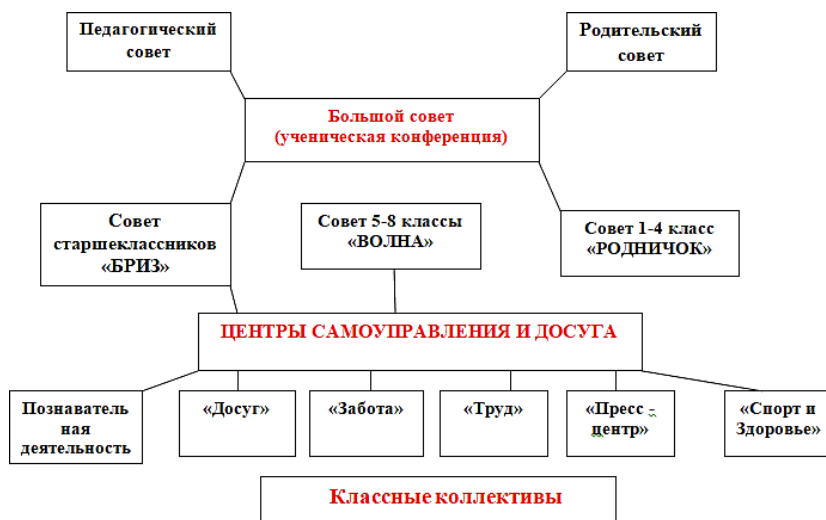 Педагогический
совет
Родительский
совет
Большой совет
(ученическая конференция)
Совет
старшеклассников
«БРИЗ»
Совет 5-8 классы
«ВОЛНА»
Совет 1-4 класс
«РОДНИЧОК»
ЦЕНТРЫ САМОУПРАВЛЕНИЯ И ДОСУГА
Познаватель
ная
деятельность
«Досуг»
«Забота»
«Труд»
«Пресс -
центр»
«Спорт и
Здоровье»
Классные коллективы